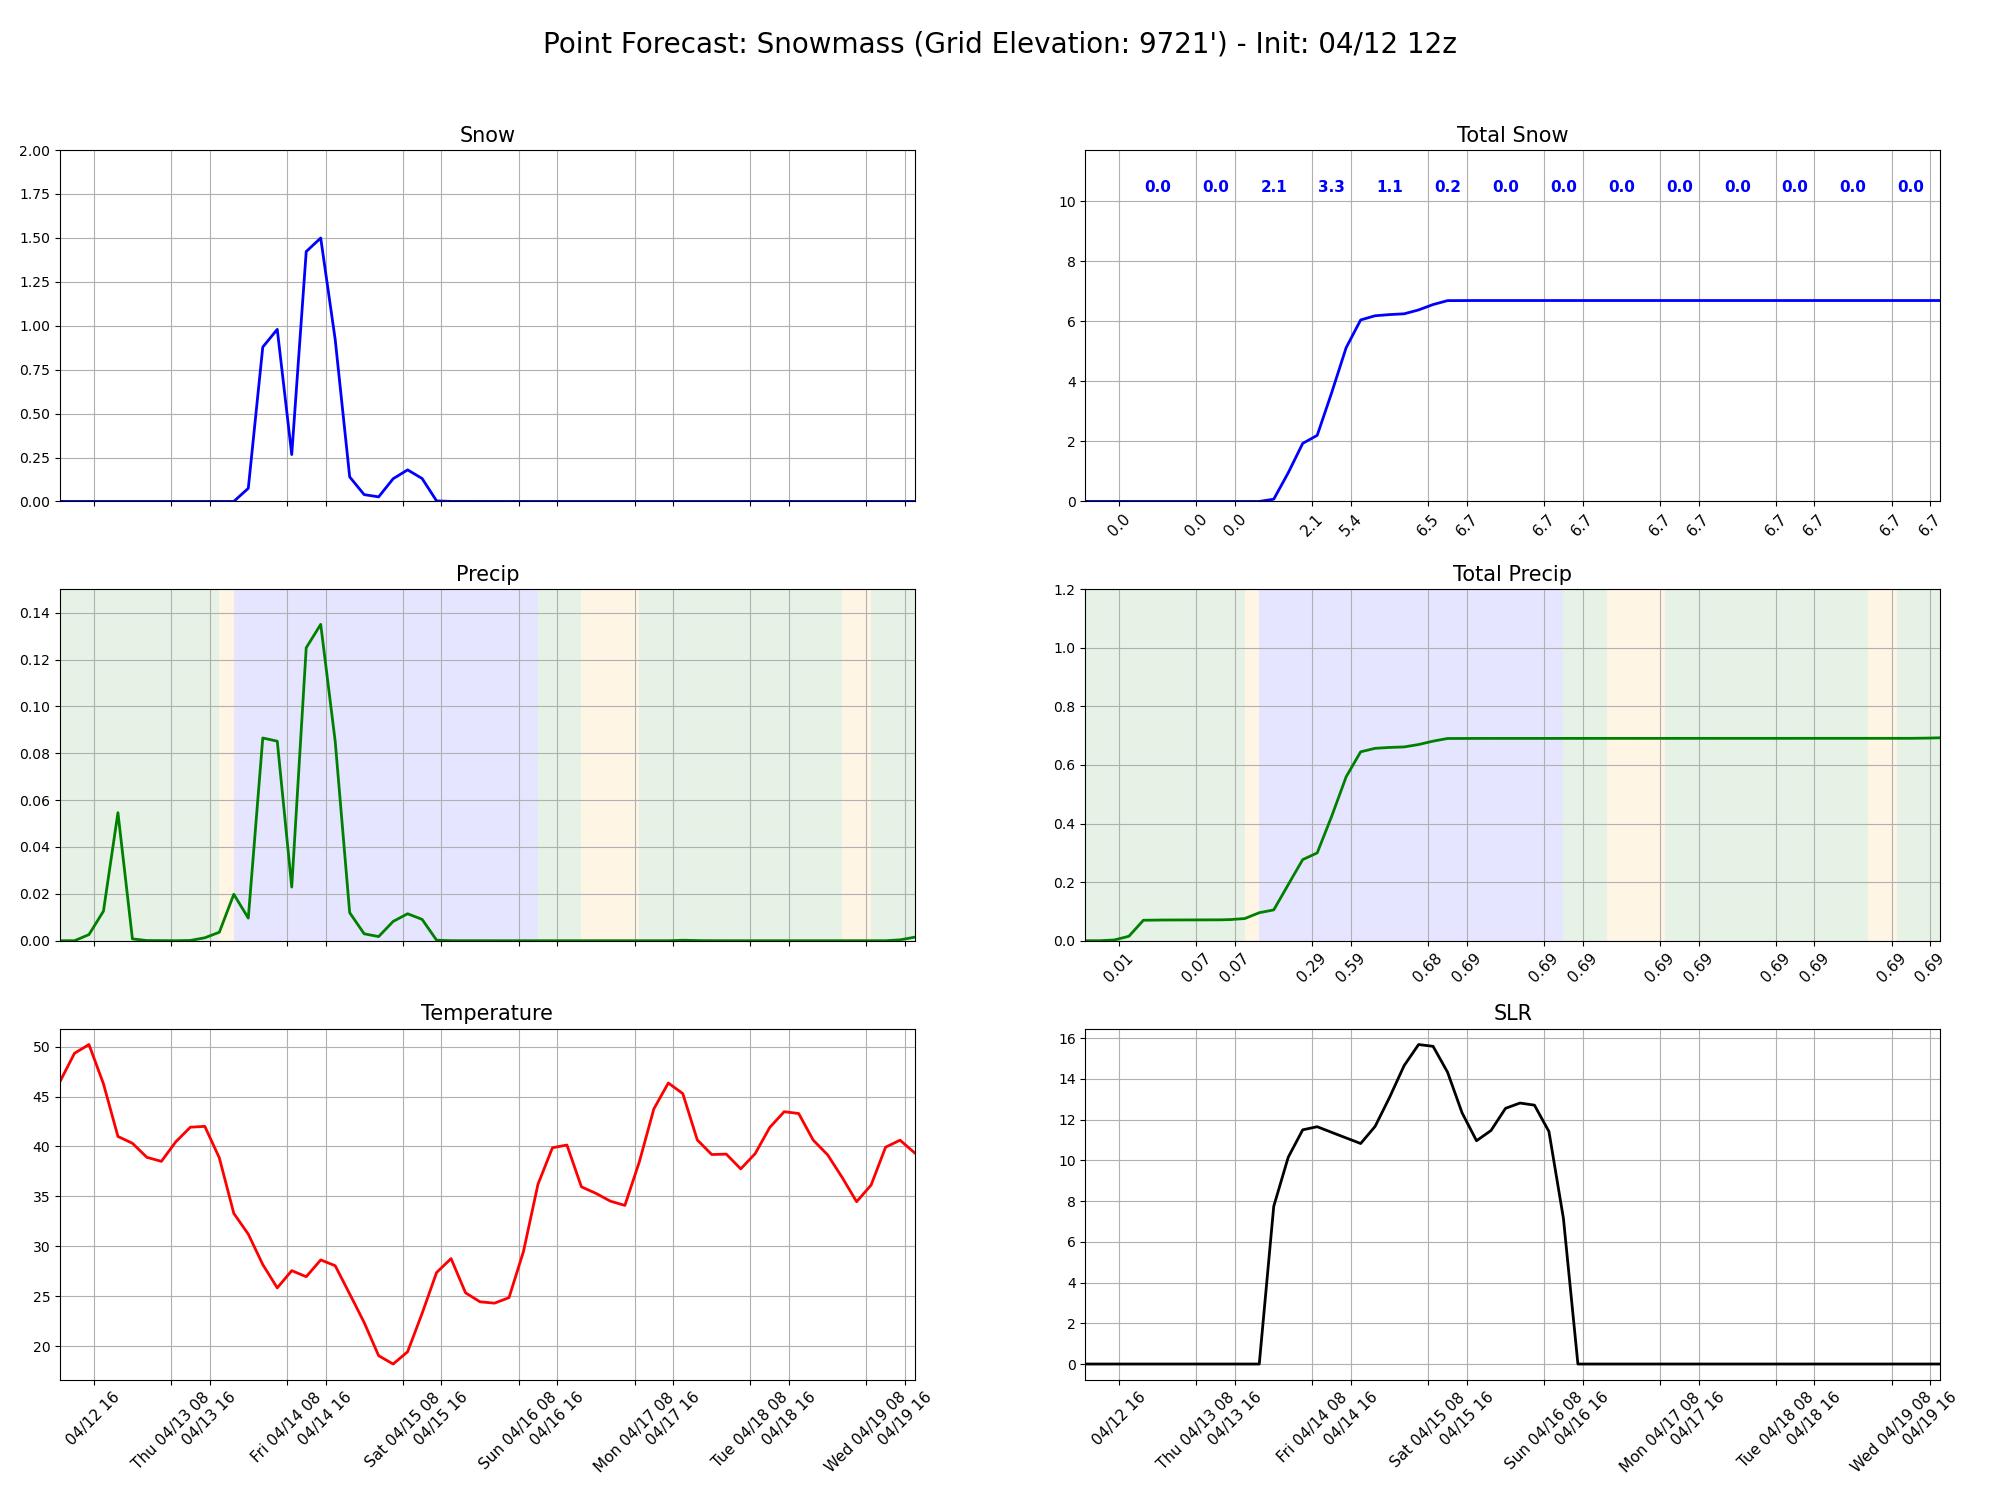 Point Forecast: Snowmass (Grid Elevation: 9721') - Init: 04/12 12z
Snow
2.00
1.75
1.50
1.25
1.00
0.75
0.50
0.25
0.00
Total Snow
0.0 0.0 2.1 3.3 1.1 0.2 0.0 0.0 0.0 0.0 0.0 0.0 0.0 0.0
10
8
6
4
2
0
0.0 0.0 0.0 2.1 5.4 6.5 6.7 6.7 6.7 6.7 6.7 6.7 6.7 6.7 6.7
Precip
0.14
0.12
0.10
0.08
0.06
0.04
0.02
0.00
Total Precip
1.2
1.0
0.8
0.6
0.4
0.2
0.0
0.01 0.07 0.07 0.29 0.59 0.68 0.69 0.69 0.69 0.69 0.69 0.69 0.69 0.69 0.69
Temperature
50
45
40
35
30
25
20
04/12 16
Thu 04/13 08
04/13 16
Fri 04/14 08
04/14 16
Sat 04/15 08
04/15 16
Sun 04/16 08
04/16 16
Mon 04/17 08
04/17 16
Tue 04/18 08
04/18 16
Wed 04/19 08
04/19 16
SLR
16
14
12
10
8
6
4
2
0
04/12 16
Thu 04/13 08
04/13 16
Fri 04/14 08
04/14 16
Sat 04/15 08
04/15 16
Sun 04/16 08
04/16 16
Mon 04/17 08
04/17 16
Tue 04/18 08
04/18 16
Wed 04/19 08
04/19 16